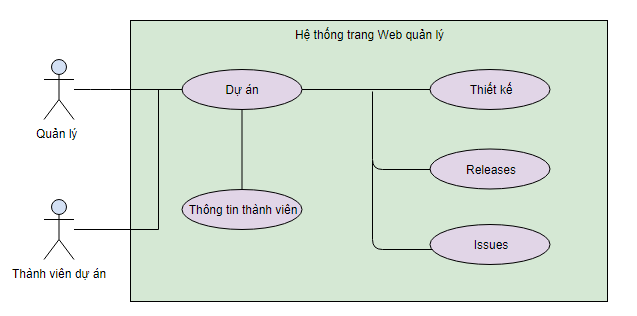 Hệ thống trang Web quản lý
Dự án
Thiết kế
Quản lý
Releases
Thông tin thành viên
Issues
Thành viên dự án